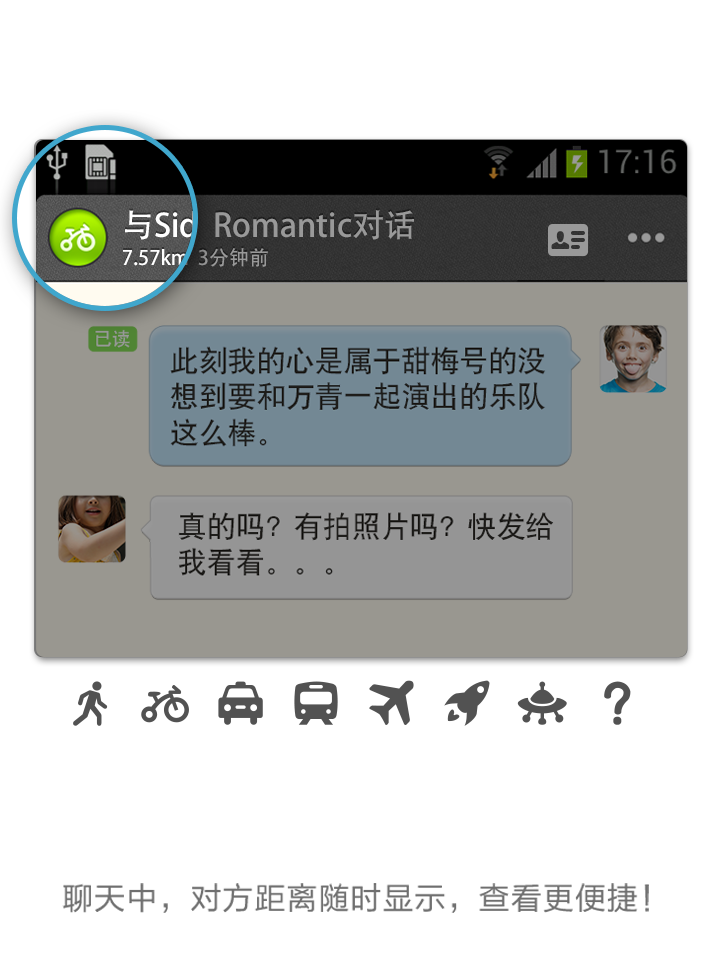 17:16
与Sid Romantic对话
7.57km 3分钟前
已读
此刻我的心是属于甜梅号的没
想到要和万青一起演出的乐队
这么棒。
真的吗？有拍照片吗？快发给
我看看。。。
聊天中，对方距离随时显示，查看更便捷！